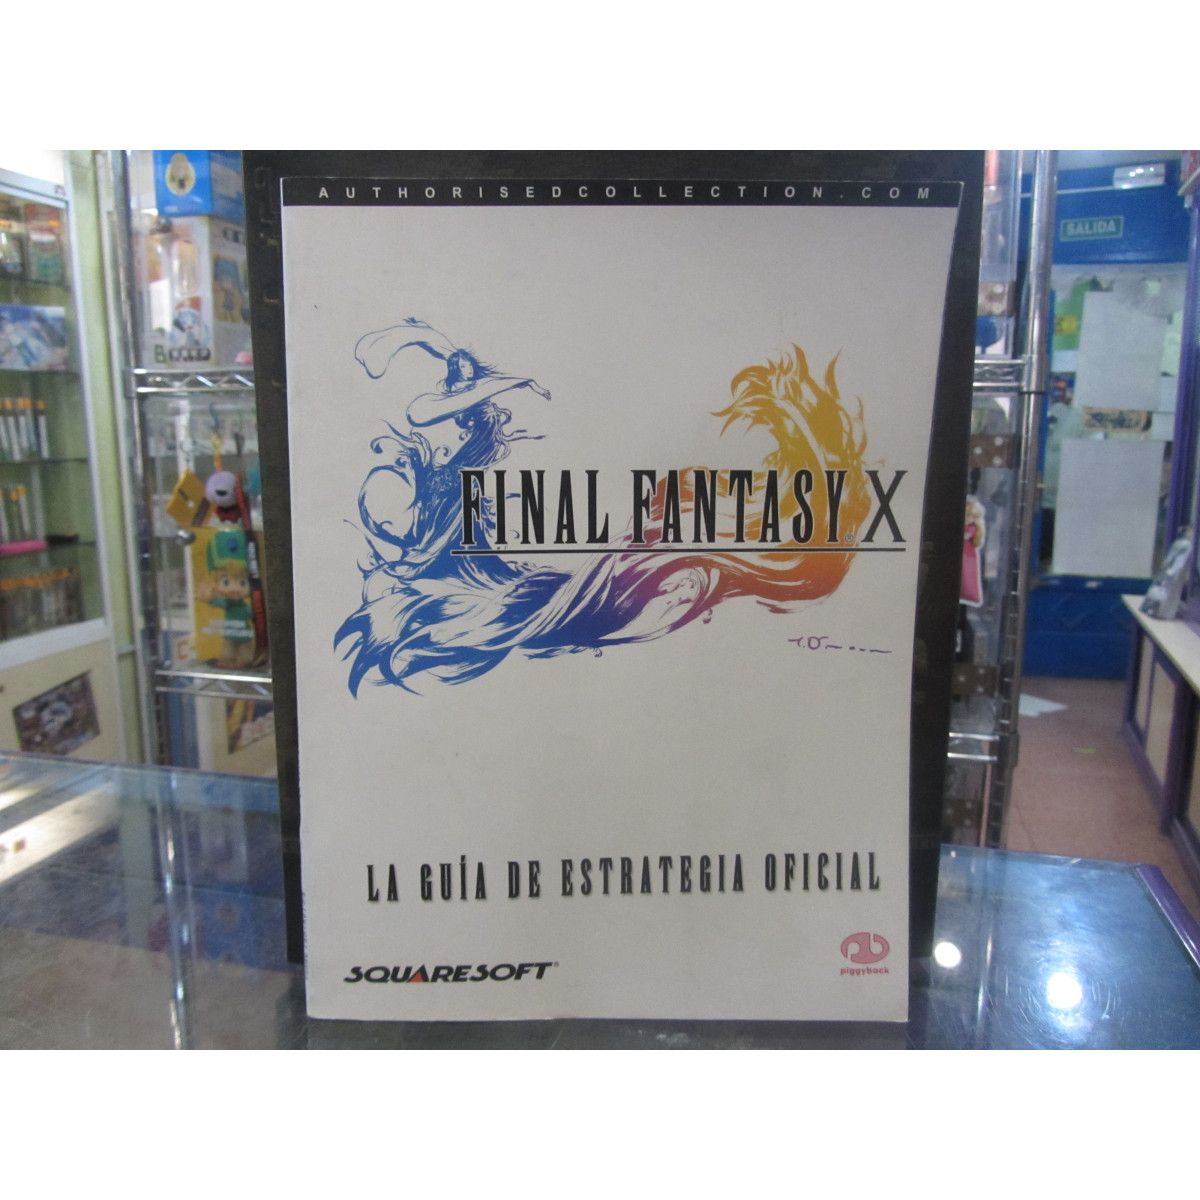 AUTHORISEDCOLLECTION.COM
SALIDA
FINAL FANTASY® X
LA GUÍA DE ESTRATEGIA OFICIAL
SQUARESOFT®
piggyback